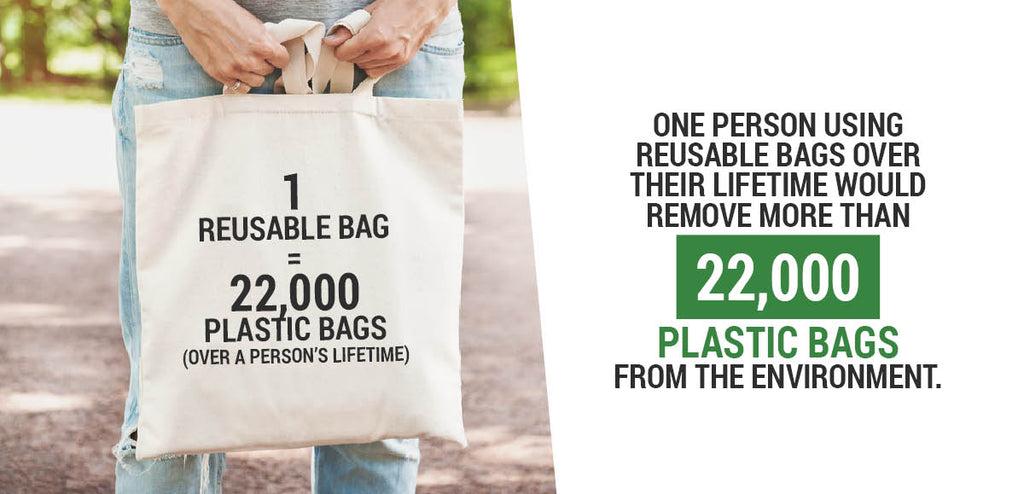 1
REUSABLE BAG
=
22,000
PLASTIC BAGS
(OVER A PERSON'S LIFETIME)
ONE PERSON USING
REUSABLE BAGS OVER
THEIR LIFETIME WOULD
REMOVE MORE THAN
22,000
PLASTIC BAGS
FROM THE ENVIRONMENT.